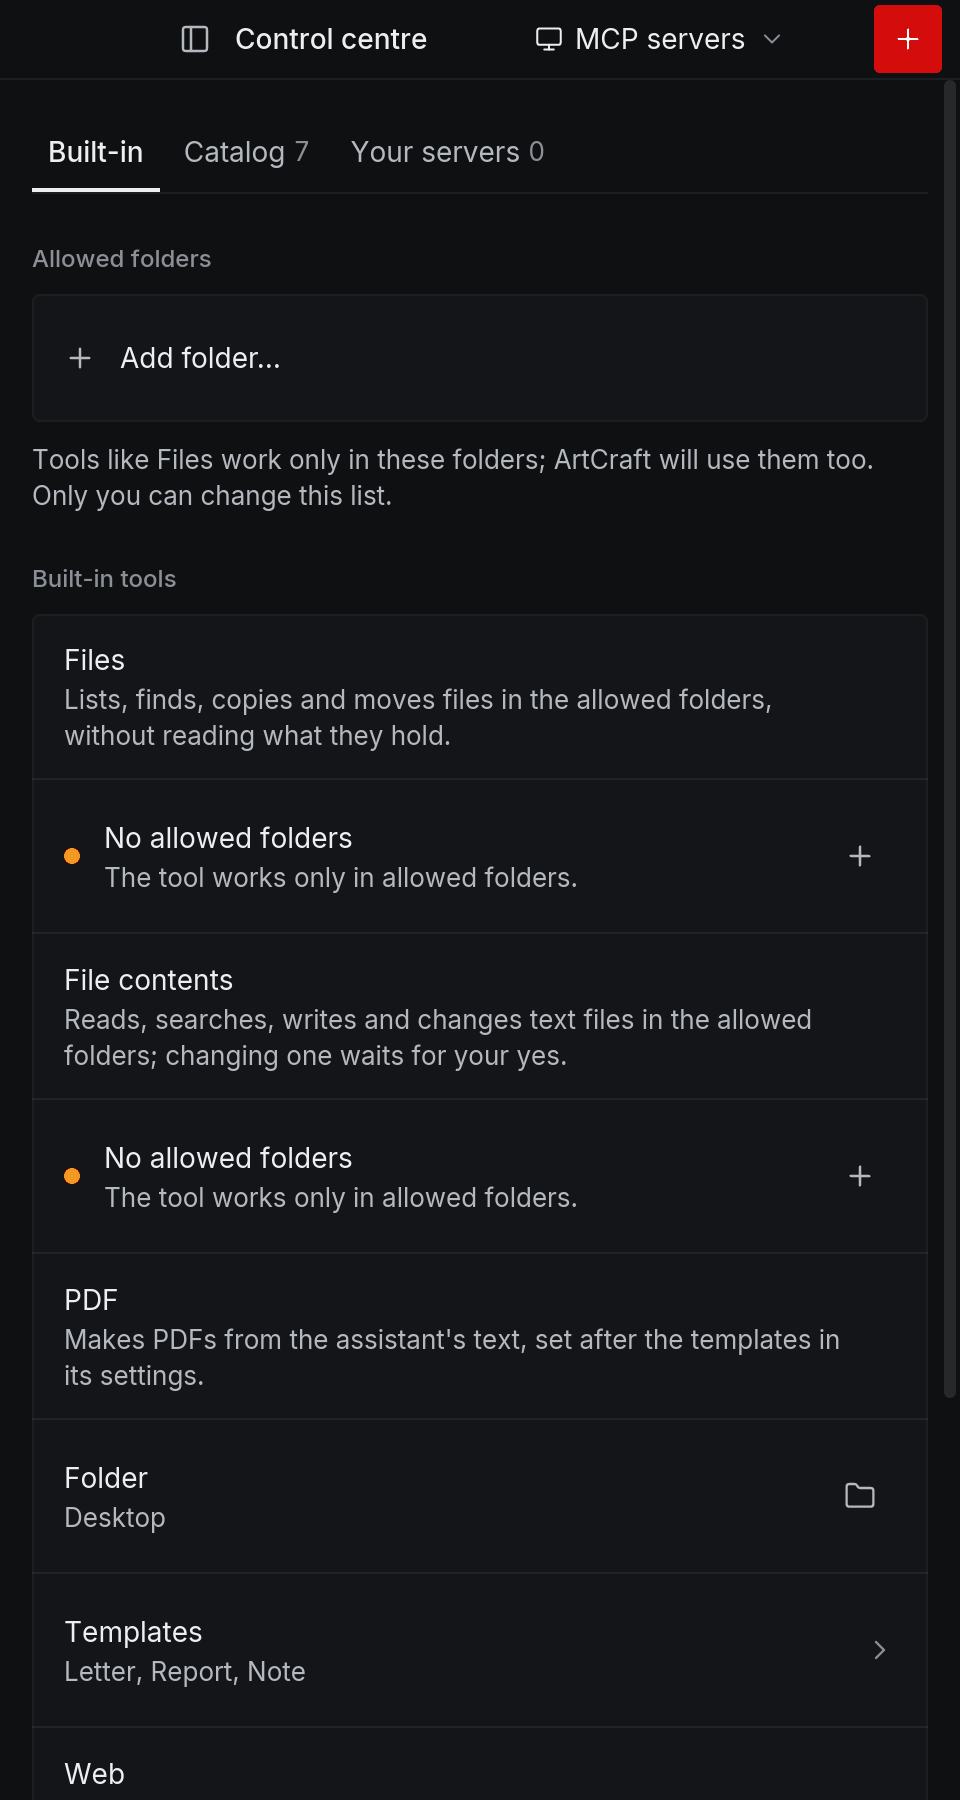 Control centre
MCP servers
Built-in
Catalog 7
Your servers 0
Allowed folders
Add folder...
Tools like Files work only in these folders; ArtCraft will use them too.
Only you can change this list.
Built-in tools
Files
Lists, finds, copies and moves files in the allowed folders,
without reading what they hold.
No allowed folders
The tool works only in allowed folders.
File contents
Reads, searches, writes and changes text files in the allowed
folders; changing one waits for your yes.
No allowed folders
The tool works only in allowed folders.
PDF
Makes PDFs from the assistant's text, set after the templates in
its settings.
Folder
Desktop
Templates
Letter, Report, Note
Web